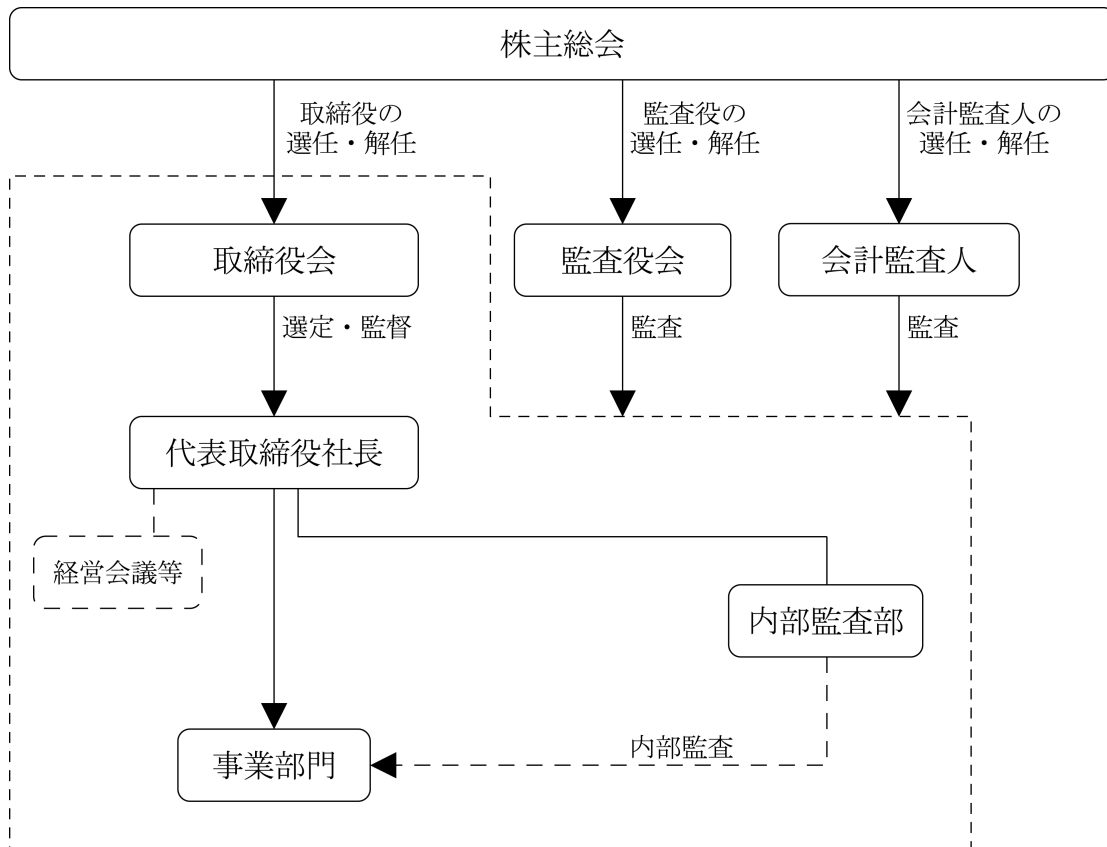 株主総会
取締役の
選任・解任
監査役の
選任・解任
会計監査人の
選任・解任
取締役会
監査役会
会計監査人
選定・監督
監査
監査
代表取締役社長
経営会議等
内部監査部
内部監査
事業部門